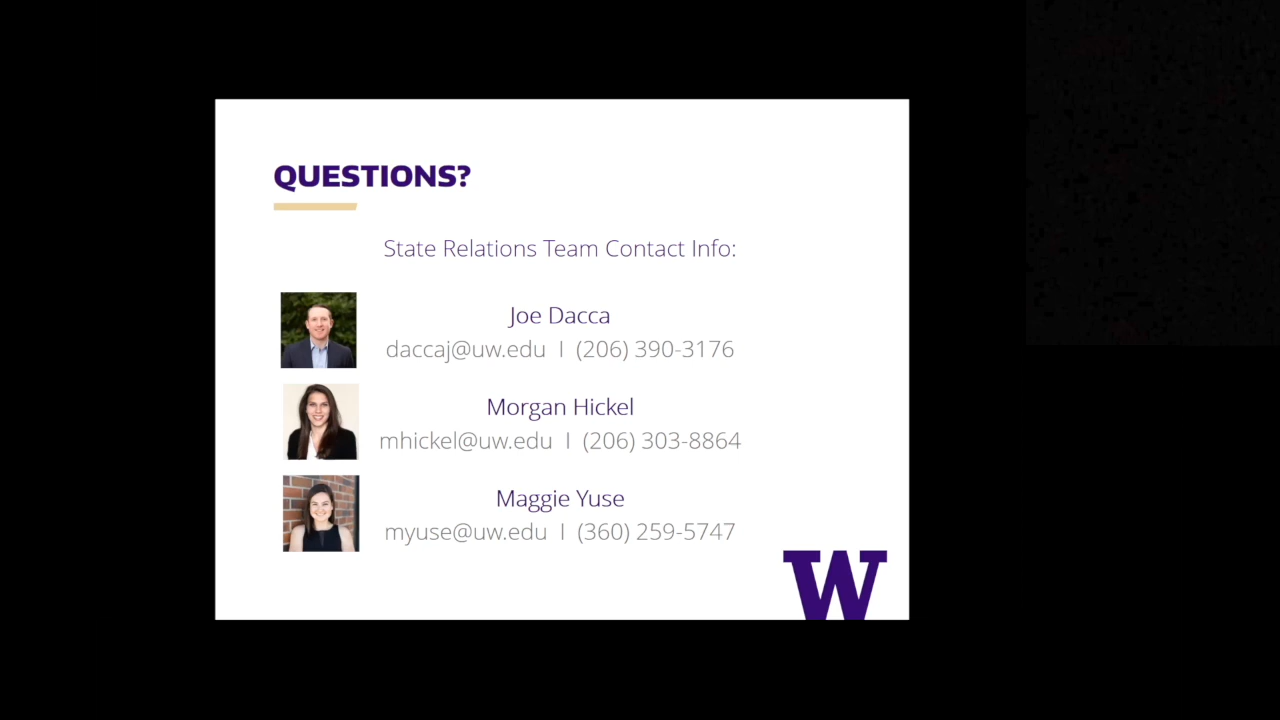 QUESTIONS?
State Relations Team Contact Info:
Joe Dacca
daccaj@uw.edu | (206) 390-3176
Morgan Hickel
mhickel@uw.edu | (206) 303-8864
Maggie Yuse
myuse@uw.edu | (360) 259-5747
W